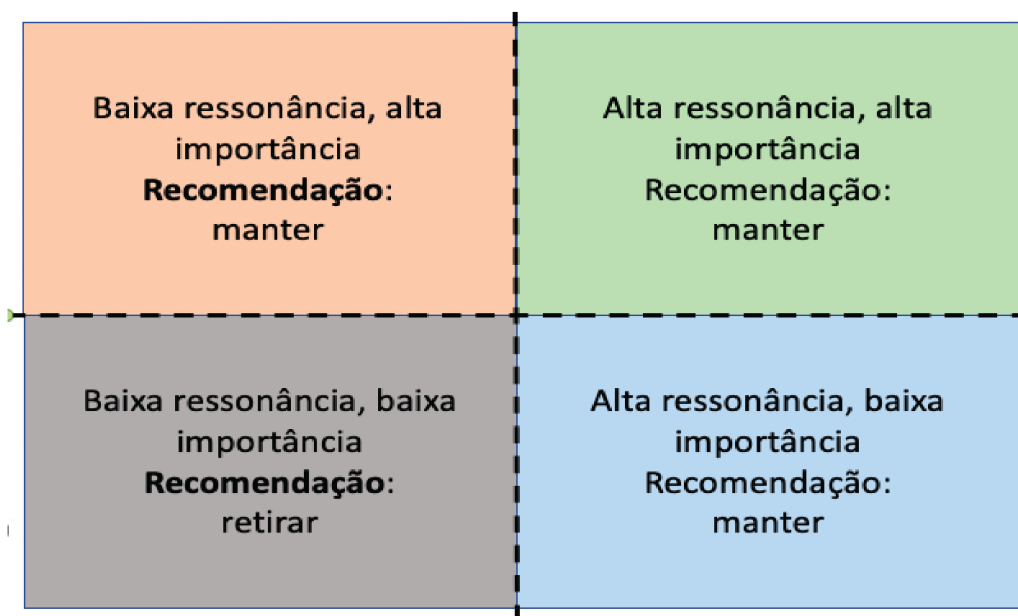 Baixa ressonância, alta
importância
Recomendação:
manter
Alta ressonância, alta
importância
Recomendação:
manter
Baixa ressonância, baixa
importância
Recomendação:
retirar
Alta ressonância, baixa
importância
Recomendação:
manter